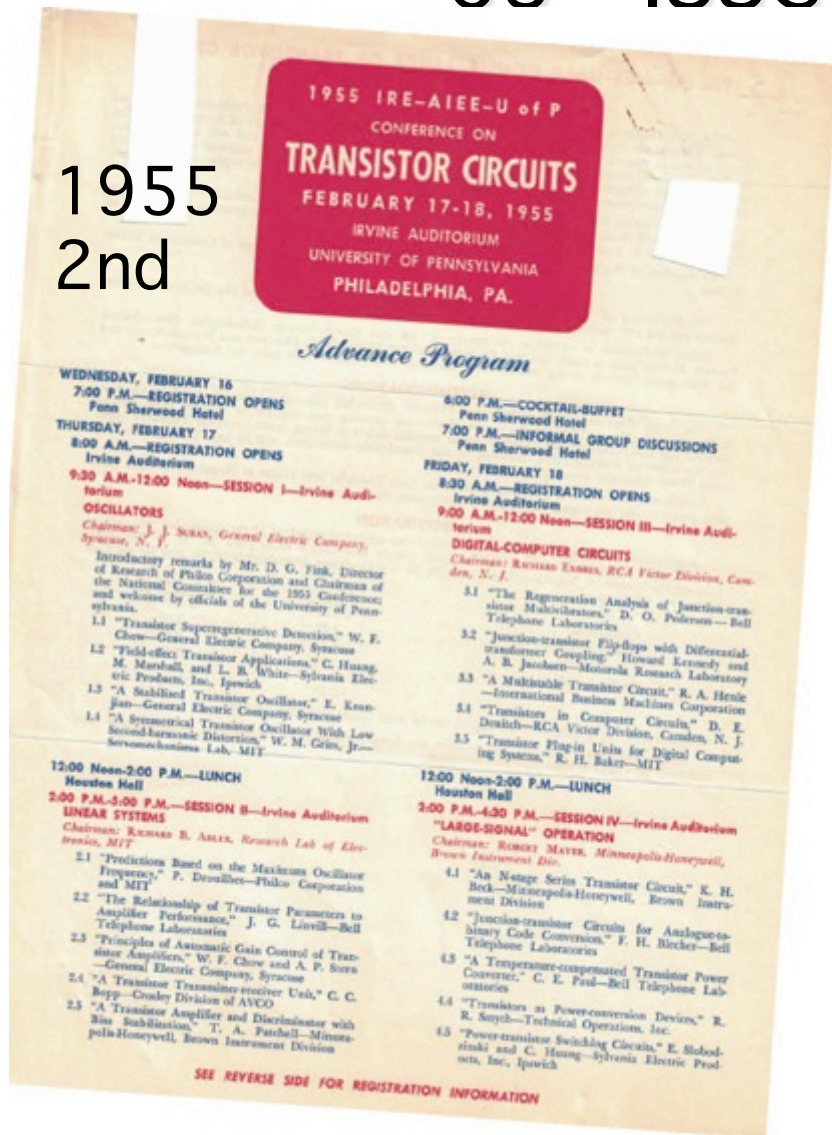 1955
2nd
1955 IRE–AIEE–U of P
CONFERENCE ON
TRANSISTOR CIRCUITS
FEBRUARY 17-18, 1955
IRVINE AUDITORIUM
UNIVERSITY OF PENNSYLVANIA
PHILADELPHIA, PA.
Advance Program
WEDNESDAY, FEBRUARY 16
7:00 P.M.—REGISTRATION OPENS
Penn Sherwood Hotel
THURSDAY, FEBRUARY 17
8:00 A.M.—REGISTRATION OPENS
Irvine Auditorium
9:30 A.M.-12:00 Noon—SESSION I—Irvine Audi-
torium
OSCILLATORS
Chairman: J. J. SURAN, General Electric Company,
Syracuse, N. Y.
Introductory remarks by Mr. D. G. Fink, Director
of Research of Philco Corporation and Chairman of
the National Committee for the 1955 Conference;
and welcome by officials of the University of Penn-
sylvania.
1.1 "Transistor Superregenerative Detection," W. F.
Chow—General Electric Company, Syracuse
1.2 "Field-effect Transistor Applications," C. Huang,
M. Marshall, and L. B. White—Sylvania Elec-
tric Products, Inc., Ipswich
1.3 "A Stabilized Transistor Oscillator," E. Keon-
jian—General Electric Company, Syracuse
1.4 "A Symmetrical Transistor Oscillator With Low
Second-harmonic Distortion," W. M. Grim, Jr.—
Servomechanisms Lab, MIT
12:00 Noon-2:00 P.M.—LUNCH
Houston Hall
2:00 P.M.-5:00 P.M.—SESSION II—Irvine Auditorium
LINEAR SYSTEMS
Chairman: RICHARD B. ADLER, Research Lab of Elec-
tronics, MIT
2.1 "Predictions Based on the Maximum Oscillator
Frequency," P. Drouilhet—Philco Corporation
and MIT
2.2 "The Relationship of Transistor Parameters to
Amplifier Performance," J. G. Linvill—Bell
Telephone Laboratories
2.3 "Principles of Automatic Gain Control of Tran-
sistor Amplifiers," W. F. Chow and A. P. Stern
—General Electric Company, Syracuse
2.4 "A Transistor Transmitter-receiver Unit," C. C.
Bopp—Crosley Division of AVCO
2.5 "A Transistor Amplifier and Discriminator with
Bias Stabilization," T. A. Patchell—Minnea-
polis-Honeywell, Brown Instrument Division
6:00 P.M.—COCKTAIL-BUFFET
Penn Sherwood Hotel
7:00 P.M.—INFORMAL GROUP DISCUSSIONS
Penn Sherwood Hotel
FRIDAY, FEBRUARY 18
8:30 A.M.—REGISTRATION OPENS
Irvine Auditorium
9:00 A.M.-12:00 Noon—SESSION III—Irvine Audi-
torium
DIGITAL-COMPUTER CIRCUITS
Chairman: RICHARD ENDRES, RCA Victor Division, Cam-
den, N. J.
3.1 "The Regeneration Analysis of Junction-tran-
sistor Multivibrators," D. O. Pederson—Bell
Telephone Laboratories
3.2 "Junction-transistor Flip-flops with Differential-
transformer Coupling," Howard Kennedy and
A. B. Jacobsen—Motorola Research Laboratory
3.3 "A Multistable Transistor Circuit," R. A. Henle
—International Business Machines Corporation
3.4 "Transistors in Computer Circuits," D. E.
Deuitch—RCA Victor Division, Camden, N. J.
3.5 "Transistor Plug-in Units for Digital Comput-
ing Systems," R. H. Baker—MIT
12:00 Noon-2:00 P.M.—LUNCH
Houston Hall
2:00 P.M.-4:30 P.M.—SESSION IV—Irvine Auditorium
"LARGE-SIGNAL" OPERATION
Chairman: ROBERT MAYER, Minneapolis-Honeywell,
Brown Instrument Div.
4.1 "An N-stage Series Transistor Circuit," K. H.
Beck—Minneapolis-Honeywell, Brown Instru-
ment Division
4.2 "Junction-transistor Circuits for Analogue-to-
binary Code Conversion," F. H. Blecher—Bell
Telephone Laboratories
4.3 "A Temperature-compensated Transistor Power
Converter," C. E. Paul—Bell Telephone Lab-
oratories
4.4 "Transistors as Power-conversion Devices," R.
R. Smyth—Technical Operations, Inc.
4.5 "Power-transistor Switching Circuits," E. Slobod-
zinski and C. Huang—Sylvania Electric Prod-
ucts, Inc., Ipswich
SEE REVERSE SIDE FOR REGISTRATION INFORMATION